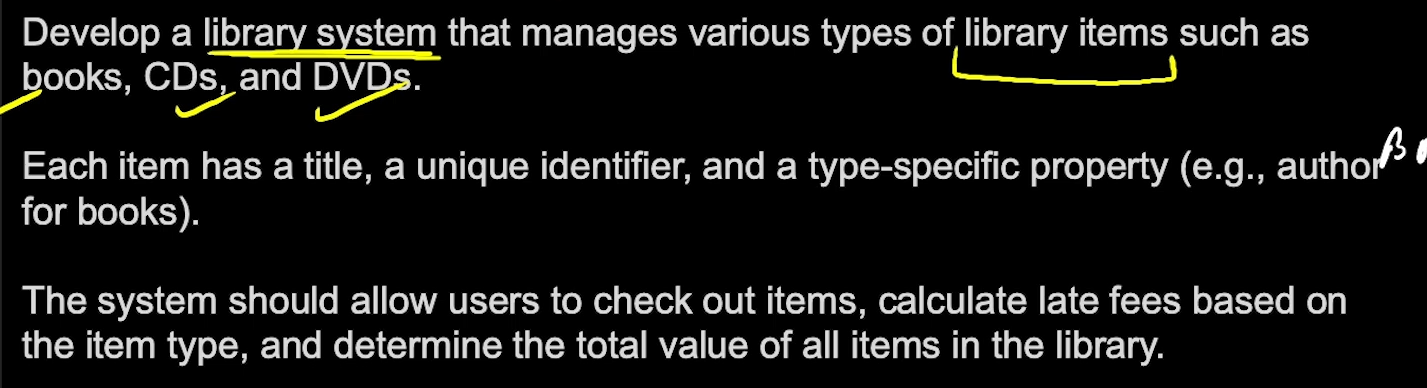 Develop a library system that manages various types of library items such as
books, CDs, and DVDs.
Each item has a title, a unique identifier, and a type-specific property (e.g., author
for books).
The system should allow users to check out items, calculate late fees based on
the item type, and determine the total value of all items in the library.